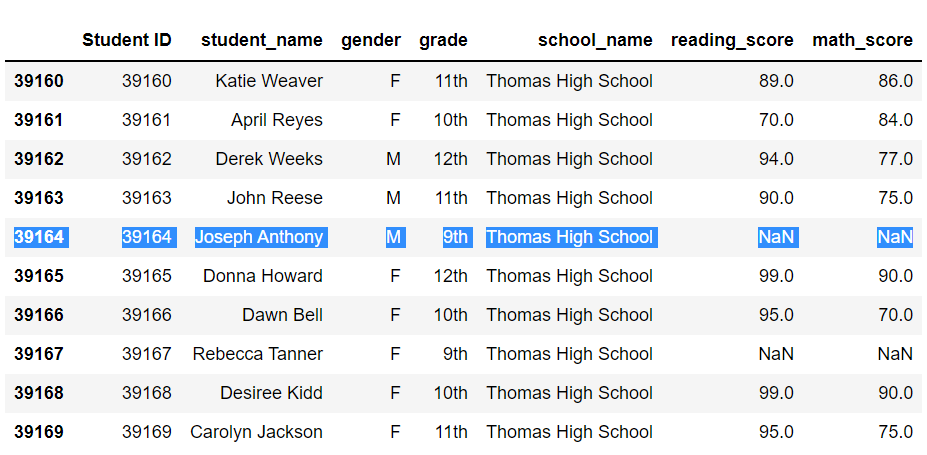 Student ID student_name gender grade school_name reading_score math_score
39160 39160 Katie Weaver F 11th Thomas High School 89.0 86.0
39161 39161 April Reyes F 10th Thomas High School 70.0 84.0
39162 39162 Derek Weeks M 12th Thomas High School 94.0 77.0
39163 39163 John Reese M 11th Thomas High School 90.0 75.0
39164 39164 Joseph Anthony M 9th Thomas High School NaN NaN
39165 39165 Donna Howard F 12th Thomas High School 99.0 90.0
39166 39166 Dawn Bell F 10th Thomas High School 95.0 70.0
39167 39167 Rebecca Tanner F 9th Thomas High School NaN NaN
39168 39168 Desiree Kidd F 10th Thomas High School 99.0 90.0
39169 39169 Carolyn Jackson F 11th Thomas High School 95.0 75.0